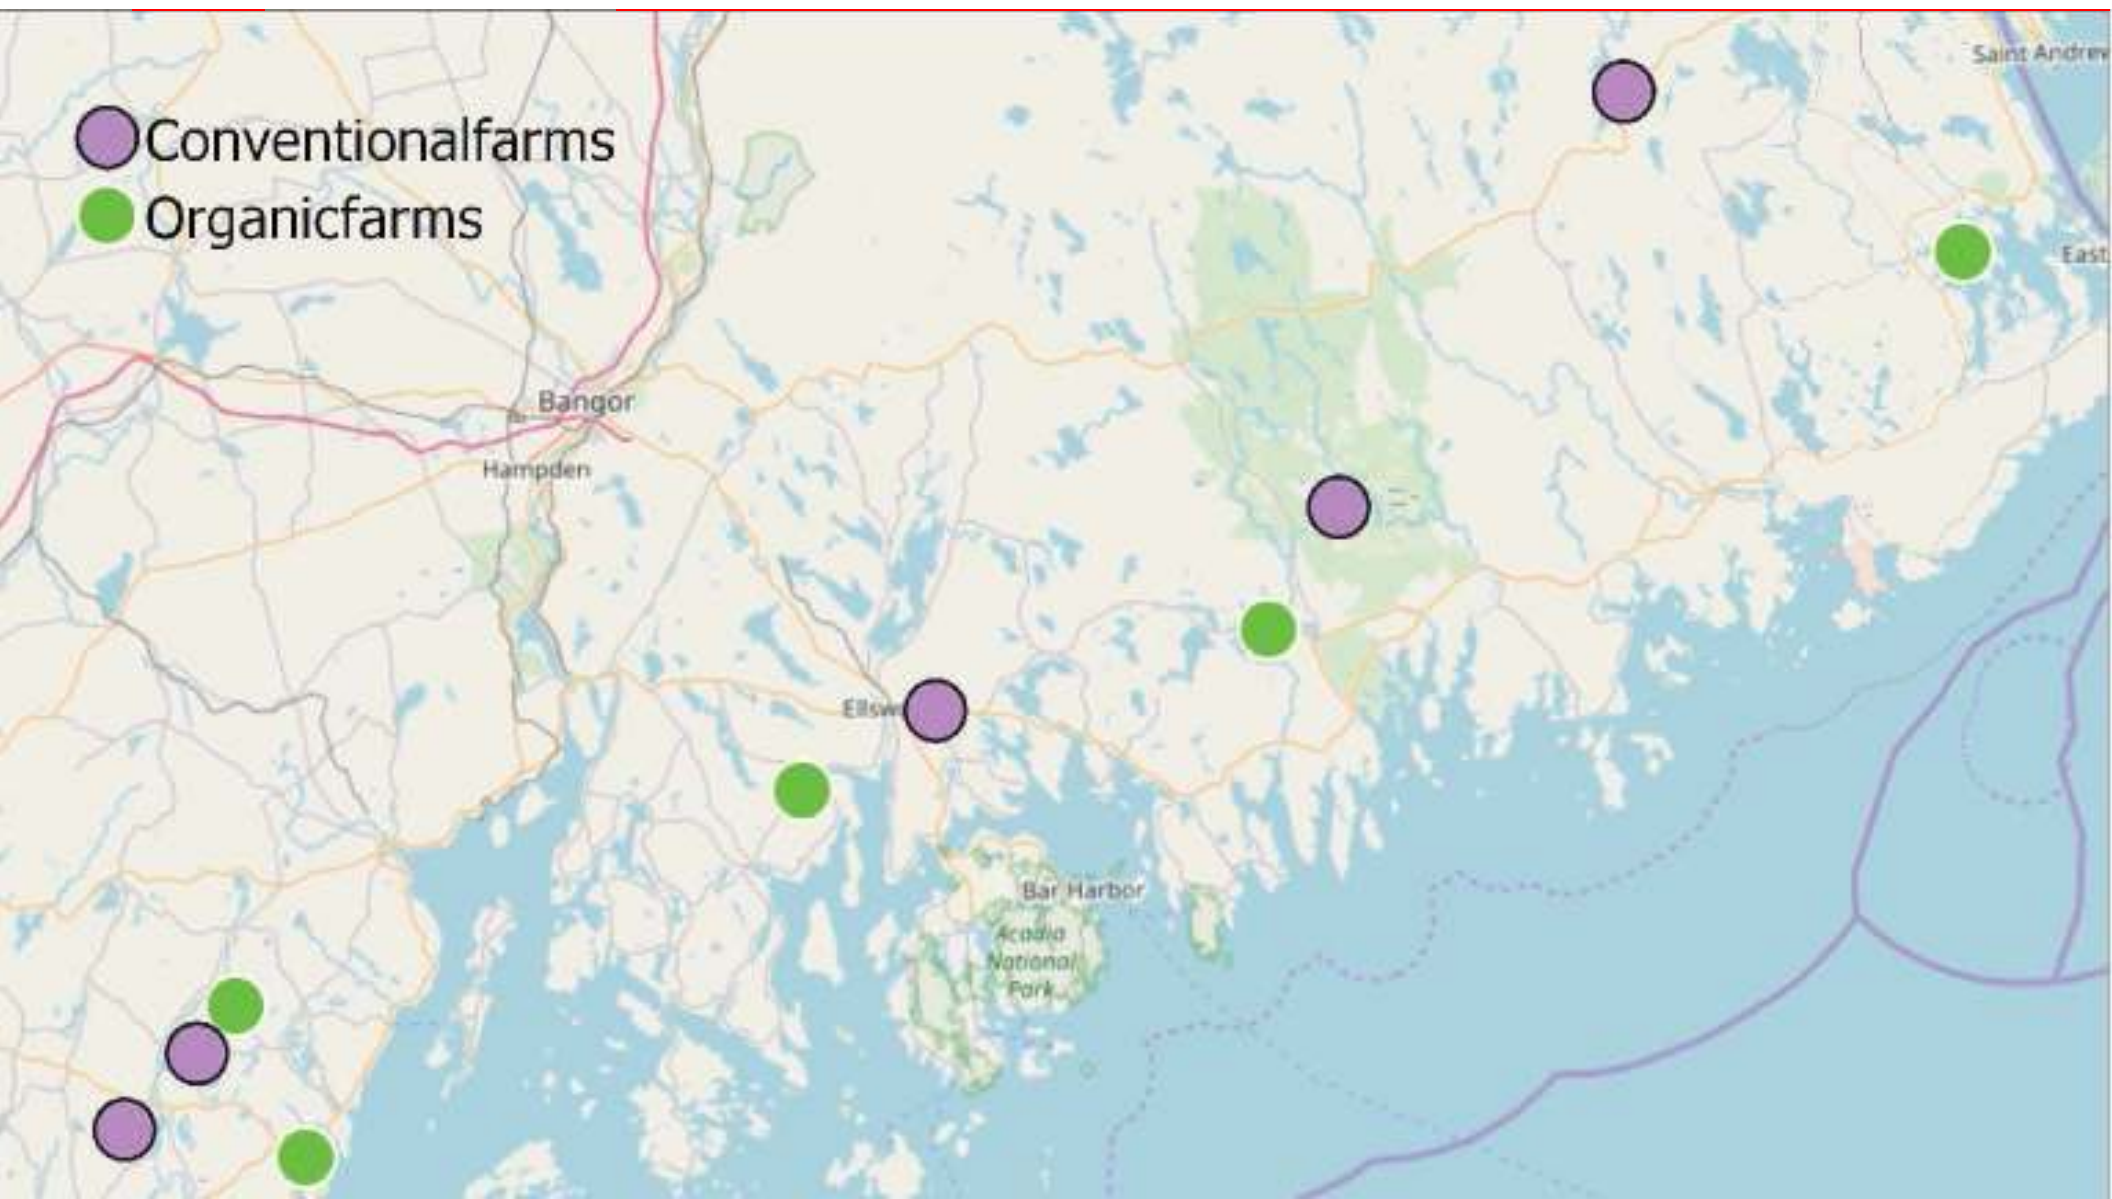 Saint Andrew
Conventionalfarms
Organicfarms
East
Bangor
Hampden
Ellsw
Bar Harbor
Acadia
National
Park